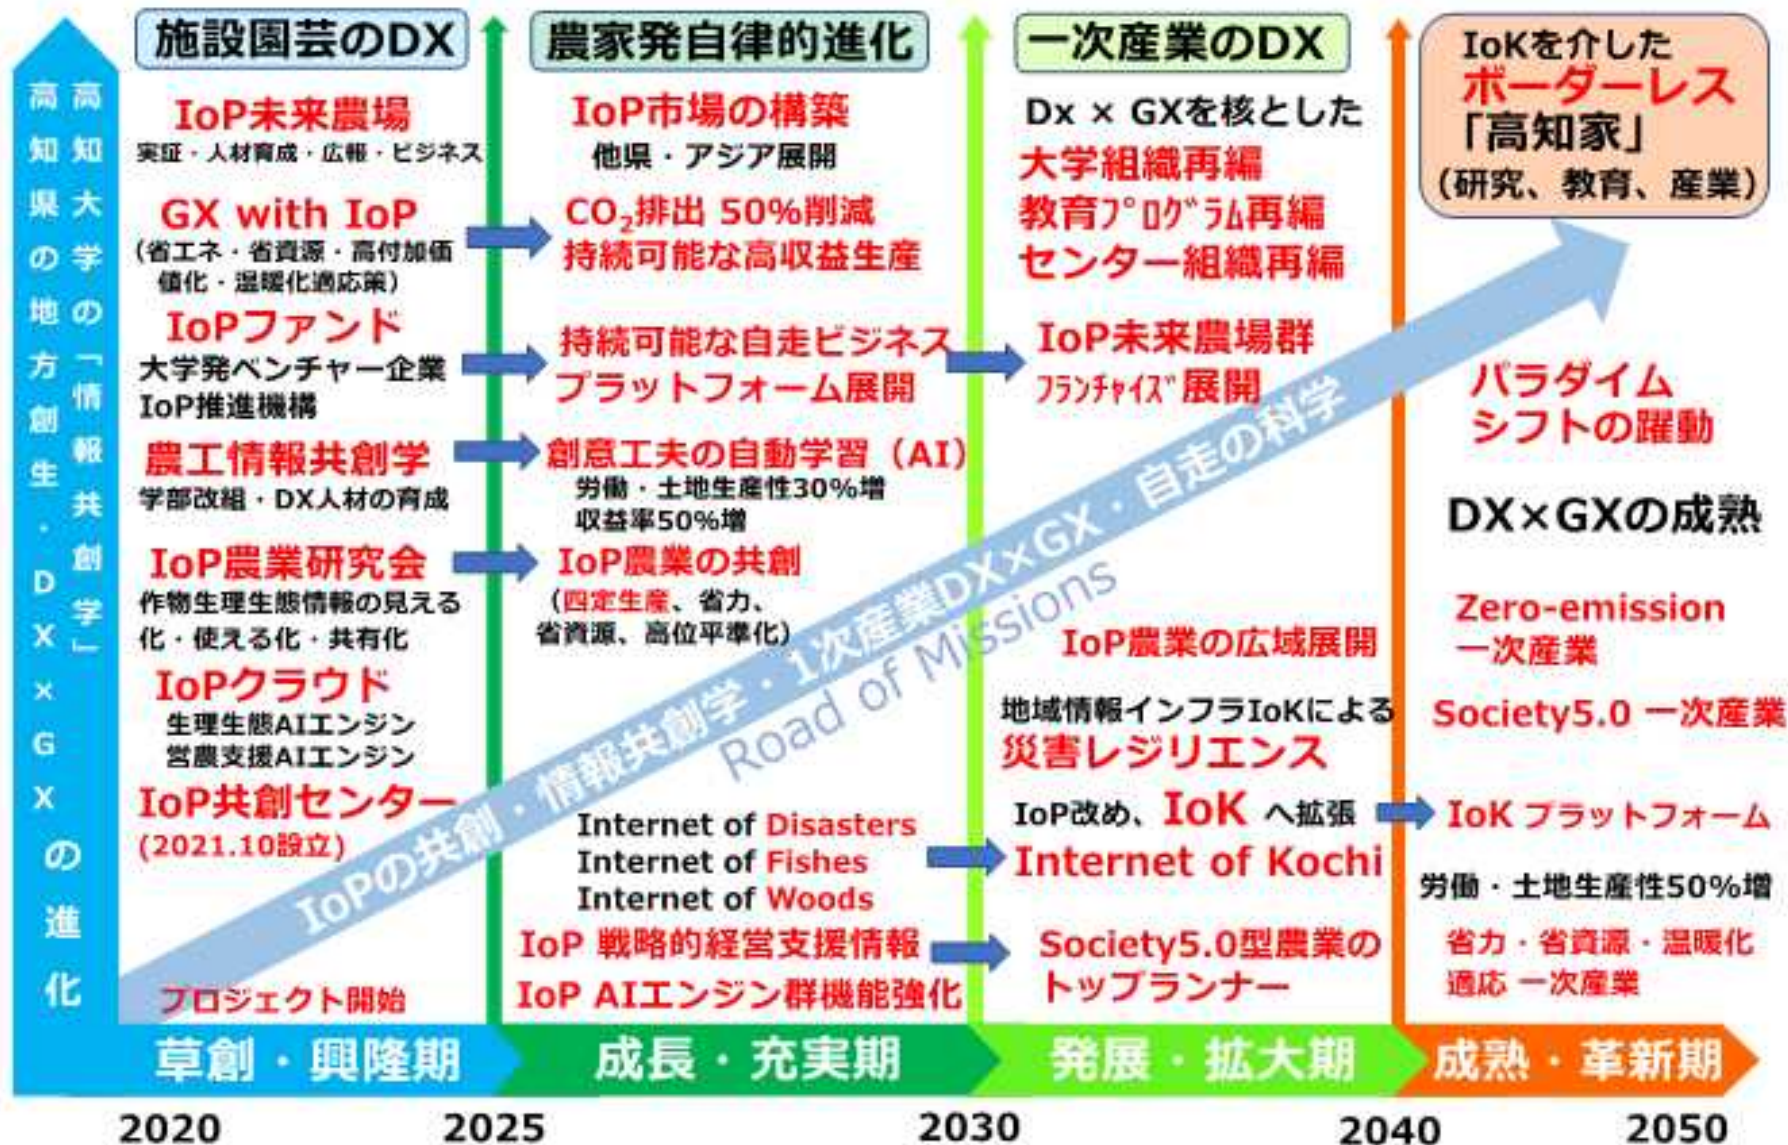 高知大学の「情報共創学」
高知県の地方創生・DX×GXの進化
施設園芸のDX
IoP未来農場
実証・人材育成・広報・ビジネス
GX with IoP
(省エネ・省資源・高付加価
値化・温暖化適応策)
IoPファンド
大学発ベンチャー企業
IoP推進機構
農工情報共創学
学部改組・DX人材の育成
IoP農業研究会
作物生理生態情報の見える
化・使える化・共有化
IoPクラウド
生理生態AIエンジン
営農支援AIエンジン
IoP共創センター
(2021.10設立)
プロジェクト開始
農家発自律的進化
IoP市場の構築
他県・アジア展開
CO2排出 50%削減
持続可能な高収益生産
持続可能な自走ビジネス
プラットフォーム展開
創意工夫の自動学習（AI）
労働・土地生産性30%増
収益率50%増
IoP農業の共創
（四定生産、省力、
省資源、高位平準化）
Internet of Disasters
Internet of Fishes
Internet of Woods
IoP 戦略的経営支援情報
IoP AIエンジン群機能強化
一次産業のDX
Dx × GXを核とした
大学組織再編
教育ﾌﾟﾛｸﾞﾗﾑ再編
センター組織再編
IoP未来農場群
ﾌﾗﾝﾁｬｲｽﾞ展開
IoP農業の広域展開
地域情報インフラIoKによる
災害レジリエンス
IoP改め、IoK へ拡張
Internet of Kochi
Society5.0型農業の
トップランナー
IoKを介した
ボーダーレス
「高知家」
（研究、教育、産業）
パラダイム
シフトの躍動
DX×GXの成熟
Zero-emission
一次産業
Society5.0 一次産業
IoK プラットフォーム
労働・土地生産性50%増
省力・省資源・温暖化
適応 一次産業
IoPの共創・情報共創学・1次産業DX×GX・自走の科学
Road of Missions
草創・興隆期
成長・充実期
発展・拡大期
成熟・革新期
2020
2025
2030
2040
2050